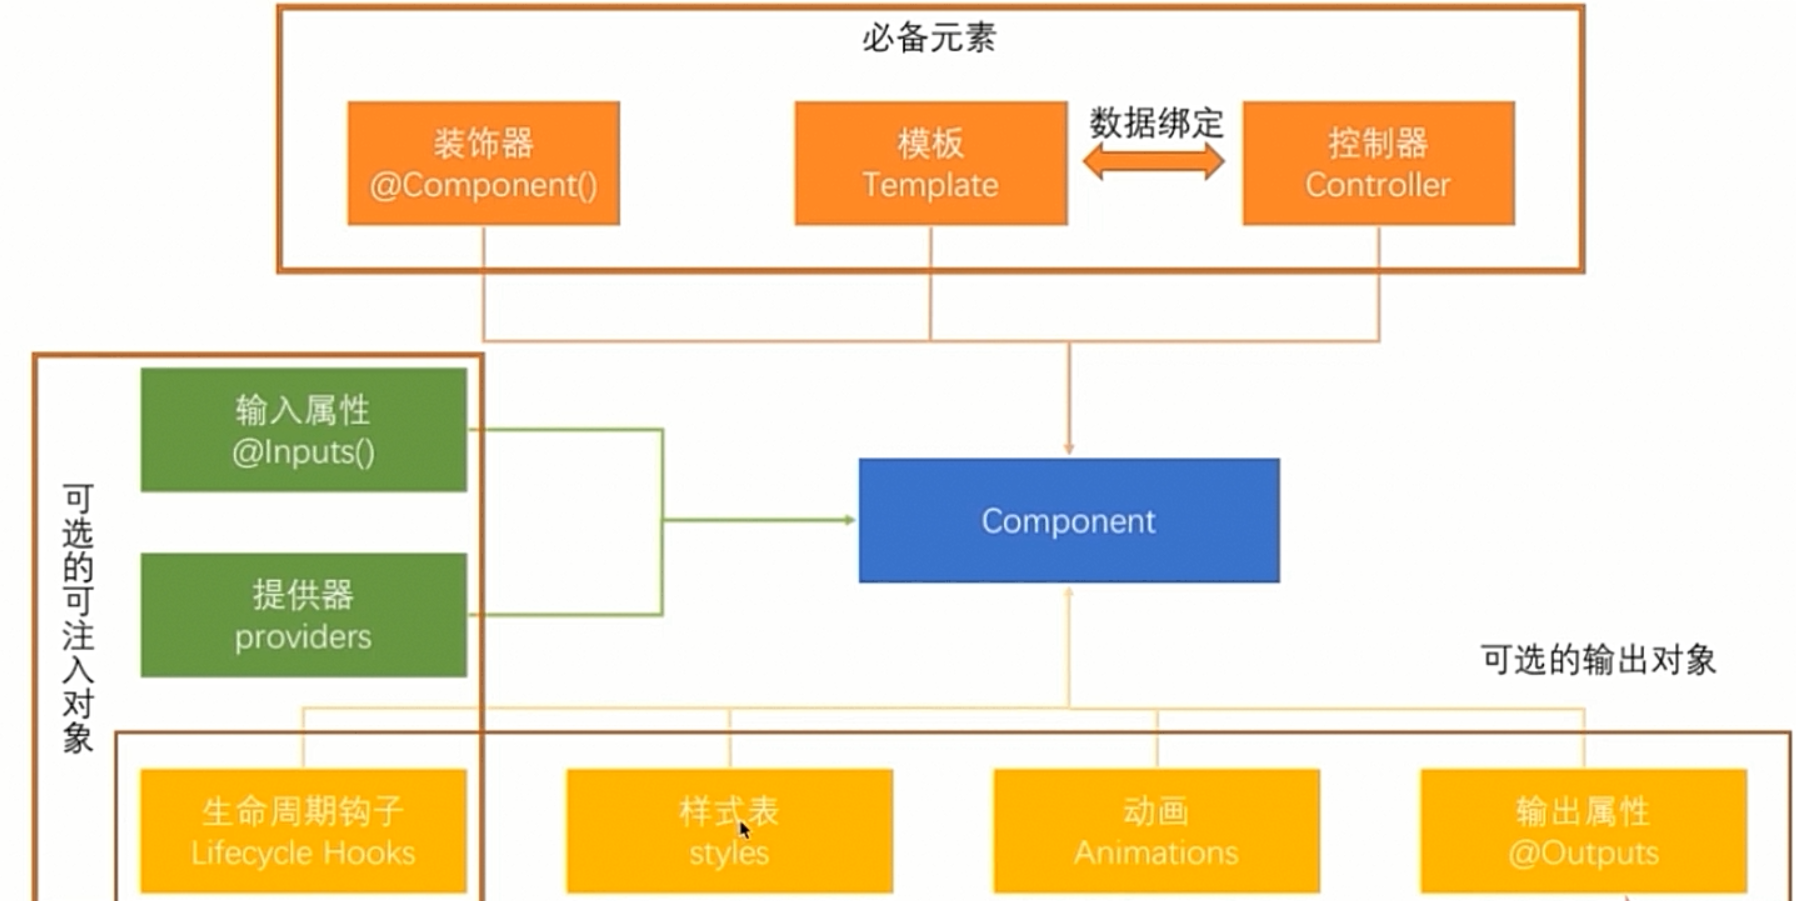 必备元素
装饰器
@Component()
模板
Template
数据绑定
控制器
Controller
输入属性
@Inputs()
可选的可注入对象
提供器
providers
Component
可选的输出对象
生命周期钩子
Lifecycle Hooks
样式表
styles
动画
Animations
输出属性
@Outputs